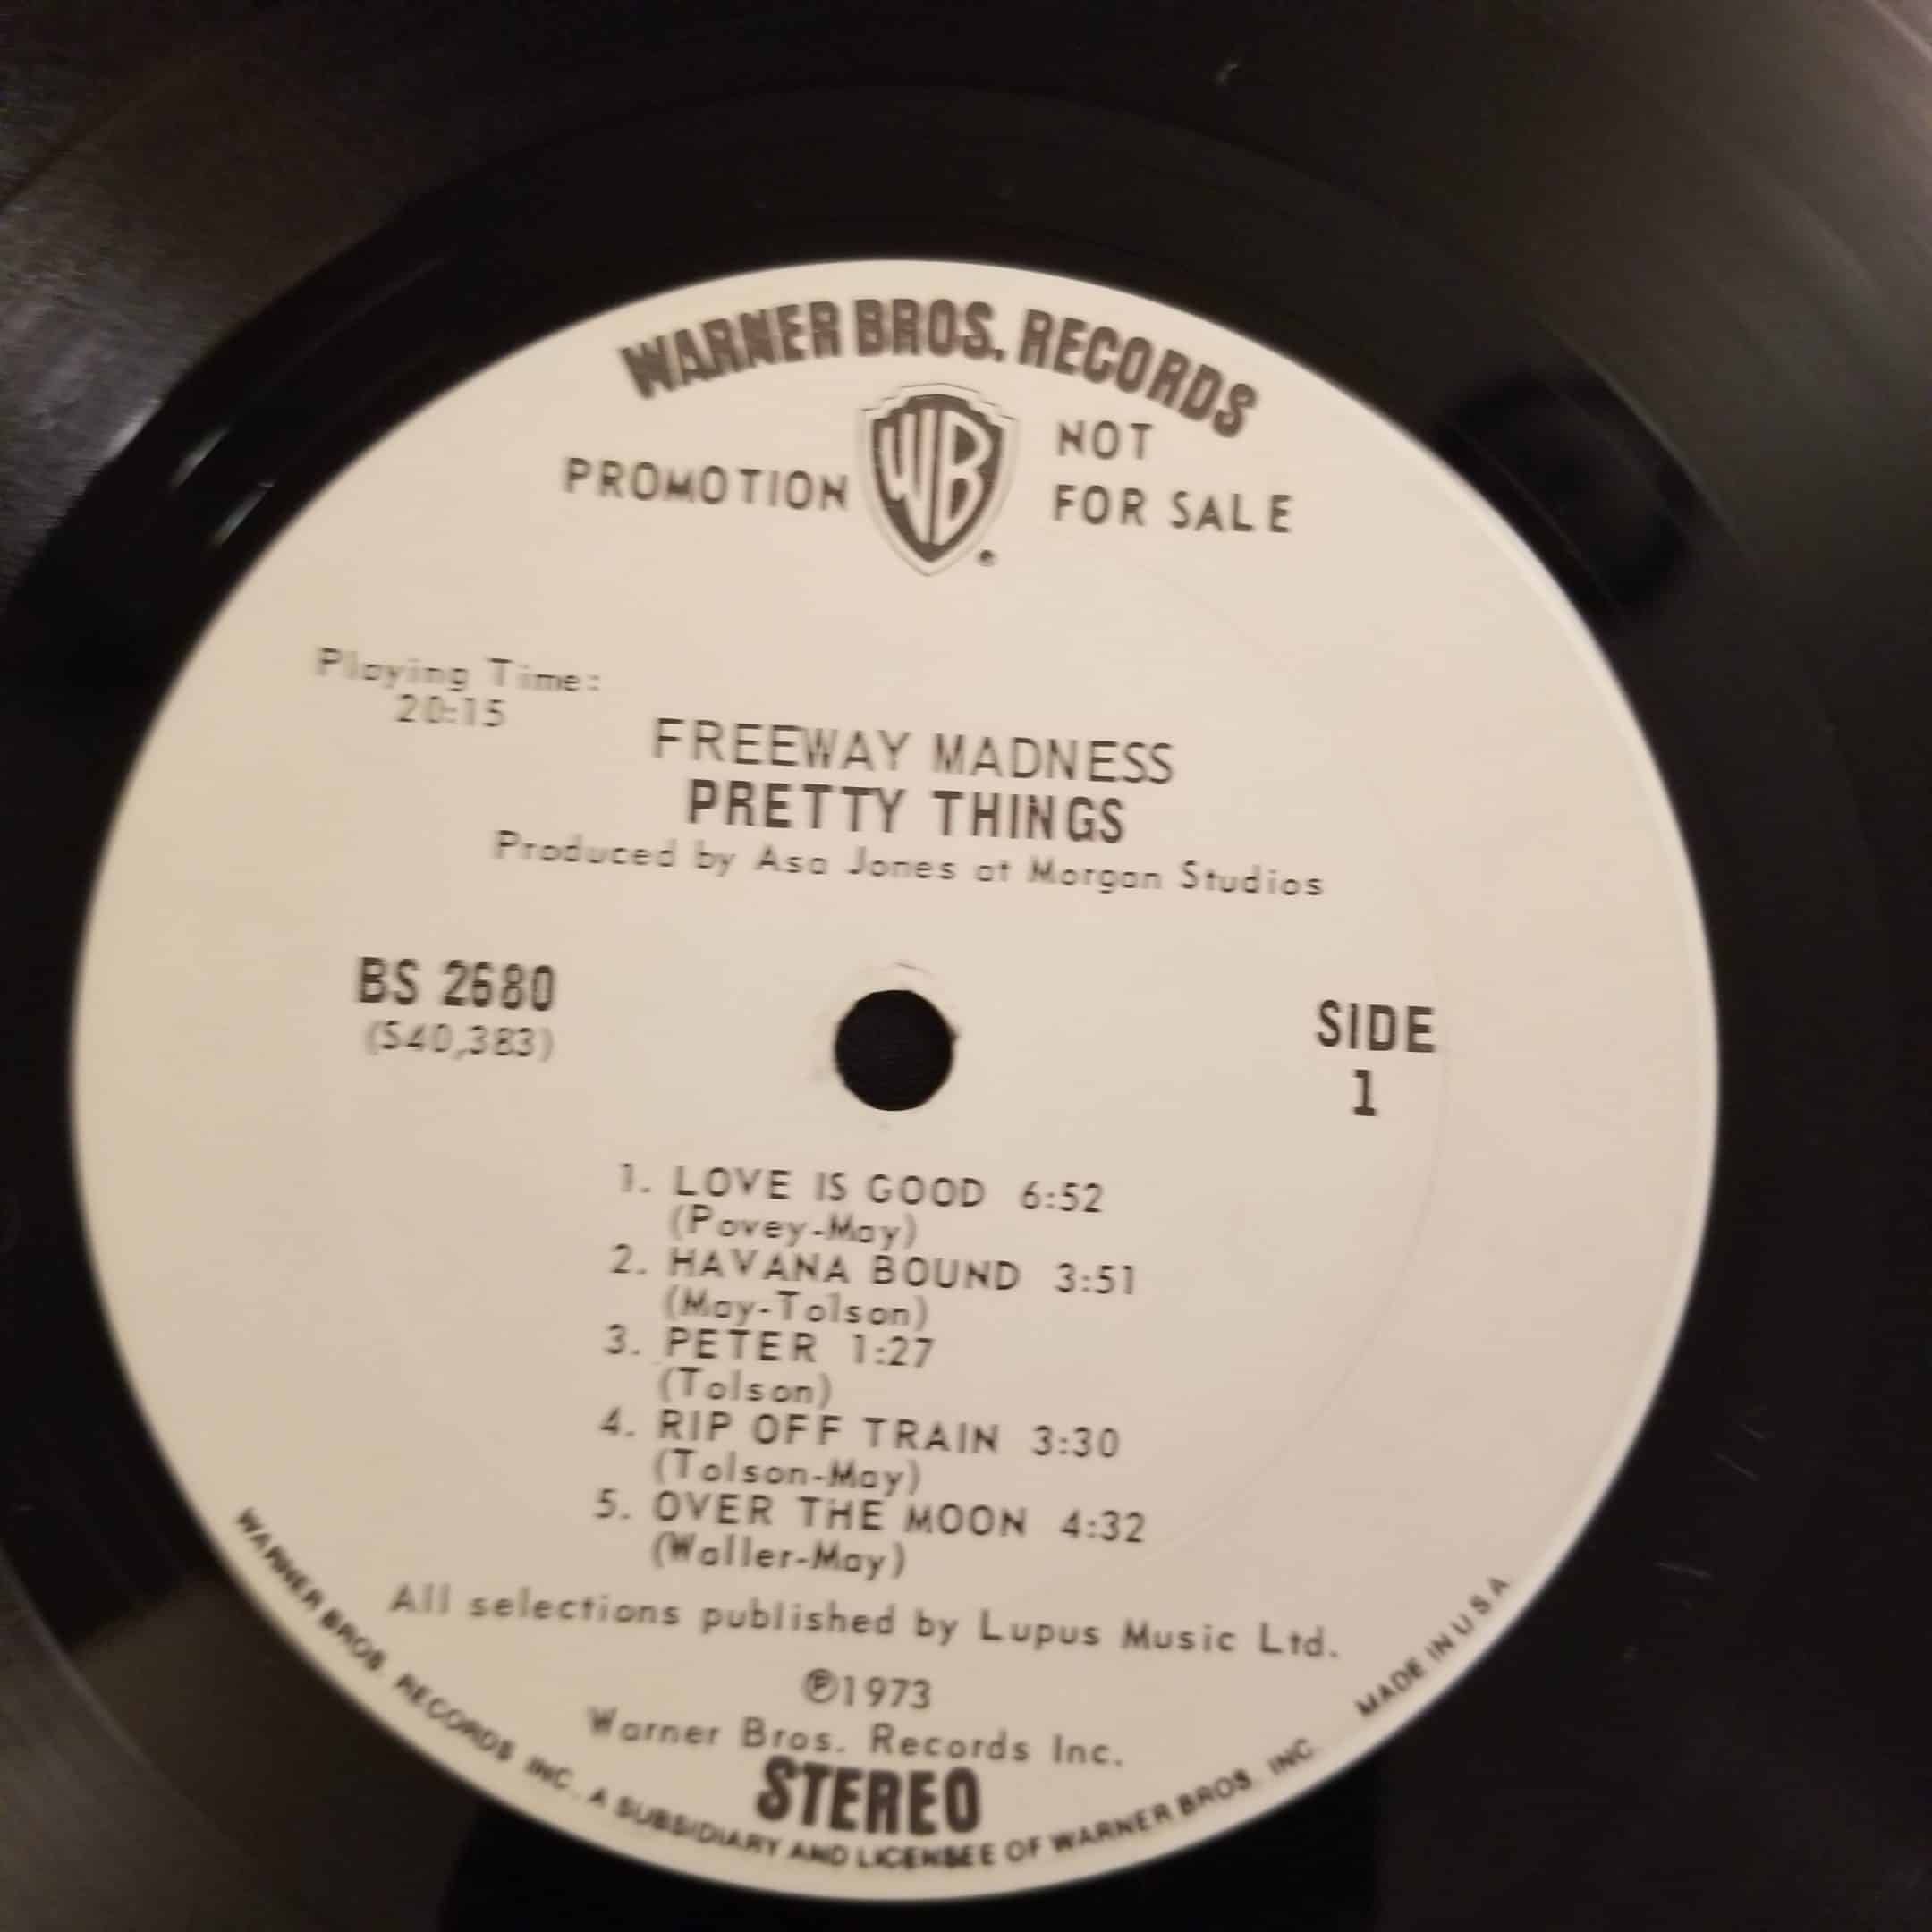 WARNER BROS. RECORDS
PROMOTION
WB
NOT
FOR SALE
Playing Time:
20:15
FREEWAY MADNESS
PRETTY THINGS
Produced by Asa Jones at Morgan Studios
BS 2680
(S40,383)
SIDE
1
1. LOVE IS GOOD 6:52
(Povey-May)
2. HAVANA BOUND 3:51
(May-Tolson)
3. PETER 1:27
(Tolson)
4. RIP OFF TRAIN 3:30
(Tolson-May)
5. OVER THE MOON 4:32
(Waller-May)
All selections published by Lupus Music Ltd.
℗1973
Warner Bros. Records Inc.
STEREO
WARNER BROS. RECORDS INC., A SUBSIDIARY AND LICENSEE OF WARNER BROS. INC. MADE IN U S A